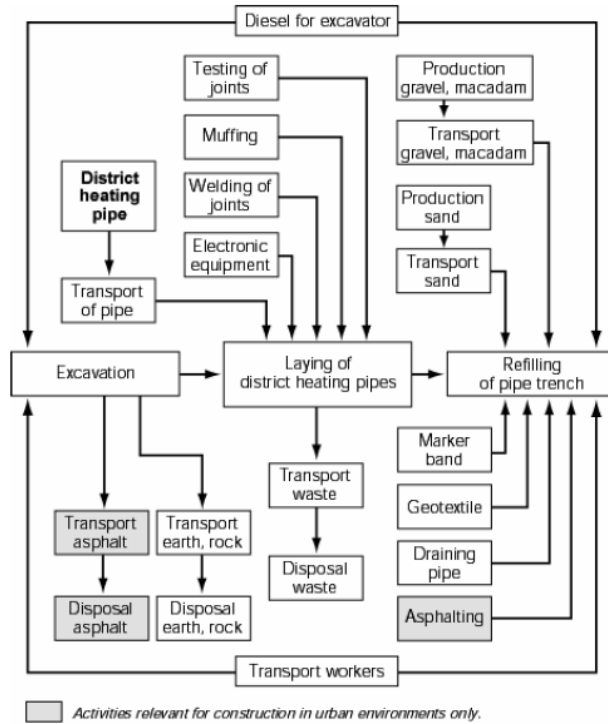 Diesel for excavator
Testing of
joints
Production
gravel, macadam
Muffing
Transport
gravel, macadam
District
heating
pipe
Welding of
joints
Production
sand
Electronic
equipment
Transport
sand
Transport
of pipe
Excavation
Laying of
district heating pipes
Refilling
of pipe trench
Marker
band
Transport
waste
Geotextile
Transport
asphalt
Transport
earth, rock
Draining
pipe
Disposal
waste
Disposal
asphalt
Disposal
earth, rock
Asphalting
Transport workers
Activities relevant for construction in urban environments only.